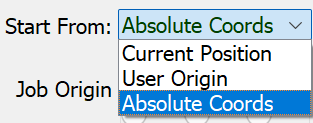 Start From: Absolute Coords
Current Position
User Origin
Job Origin
Absolute Coords